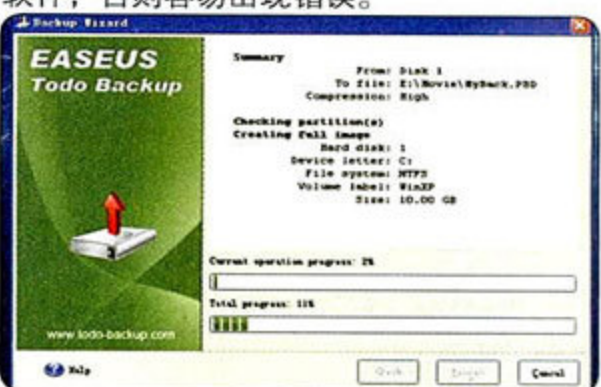 软件，否则容易出现错误。
Backup Wizard
EASEUS
Todo Backup
Summary
From: Disk 1
To file: E:\Movie\MyBack.PBD
Compression: High
Checking partition(s)
Creating full image
Hard disk: 1
Device letter: C:
File system: NTFS
Volume label: WinXP
Size: 10.00 GB
Current operation progress: 2%
Total progress: 11%
www.todo-backup.com
Help
Cancel